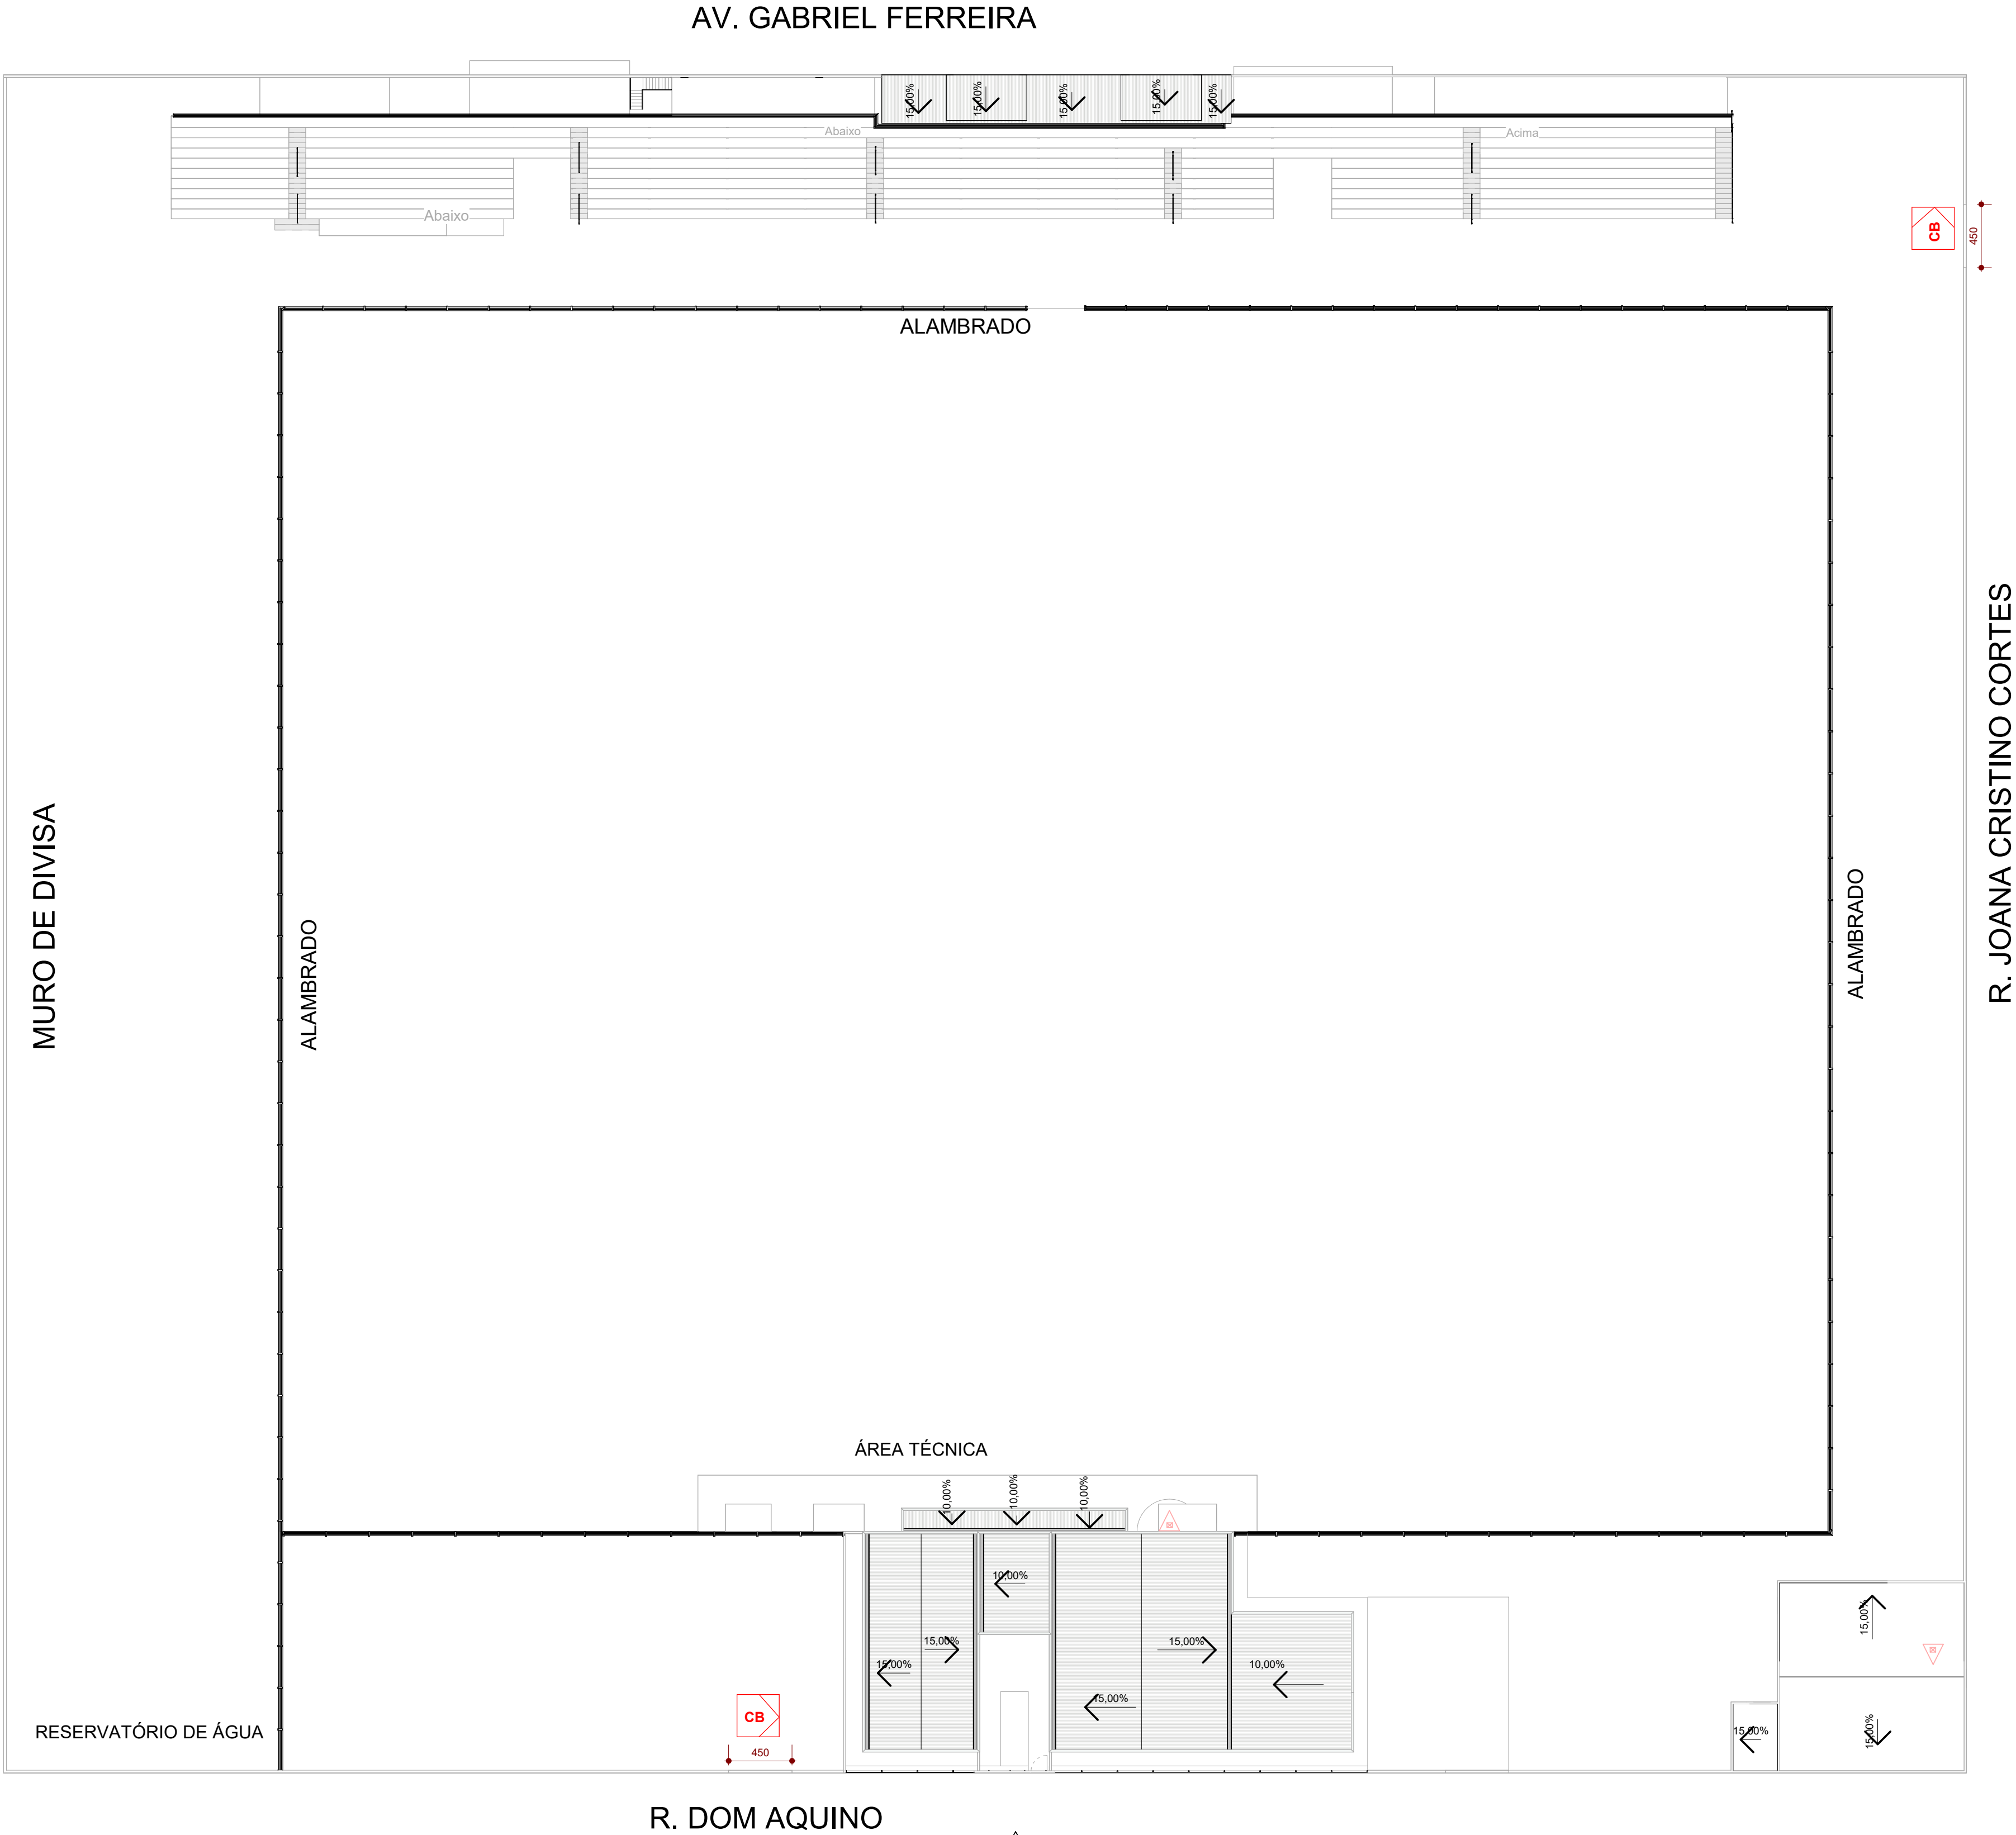 AV. GABRIEL FERREIRA
15,00%
15,00%
15,00%
15,00%
15,00%
Abaixo
Acima
Abaixo
CB
450
ALAMBRADO
R. JOANA CRISTINO CORTES
MURO DE DIVISA
ALAMBRADO
ALAMBRADO
ÁREA TÉCNICA
10,00%
10,00%
10,00%
10,00%
15,00%
15,00%
15,00%
15,00%
10,00%
15,00%
15,00%
15,00%
RESERVATÓRIO DE ÁGUA
CB
450
R. DOM AQUINO